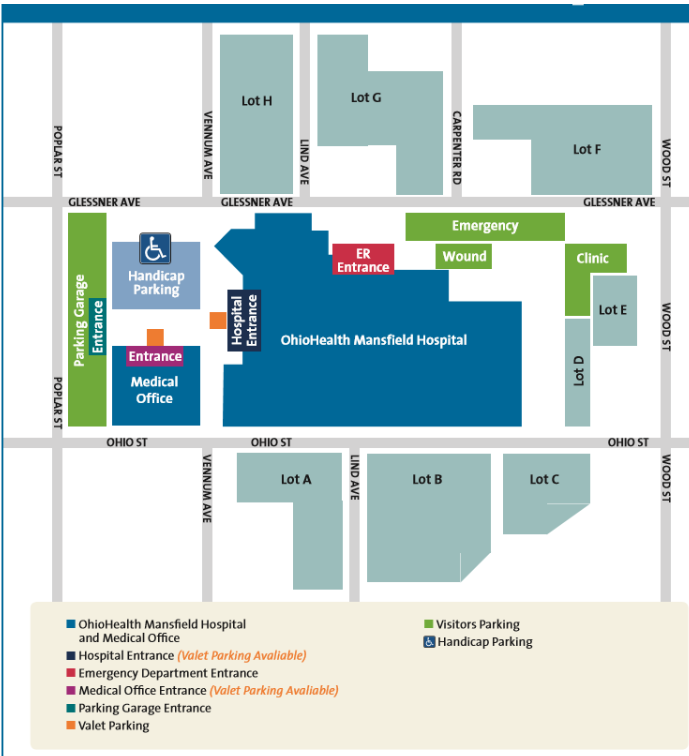 Lot H
Lot G
Lot F
POPLAR ST
VENNUM AVE
LIND AVE
CARPENTER RD
WOOD ST
GLESSNER AVE
GLESSNER AVE
GLESSNER AVE
Emergency
Wound
Clinic
ER
Entrance
Handicap
Parking
Parking Garage
Entrance
Hospital
Entrance
OhioHealth Mansfield Hospital
Lot E
WOOD ST
Entrance
Medical
Office
Lot D
POPLAR ST
OHIO ST
OHIO ST
OHIO ST
VENNUM AVE
Lot A
LIND AVE
Lot B
Lot C
WOOD ST
OhioHealth Mansfield Hospital
and Medical Office
Hospital Entrance (Valet Parking Avaliable)
Emergency Department Entrance
Medical Office Entrance (Valet Parking Avaliable)
Parking Garage Entrance
Valet Parking
Visitors Parking
Handicap Parking